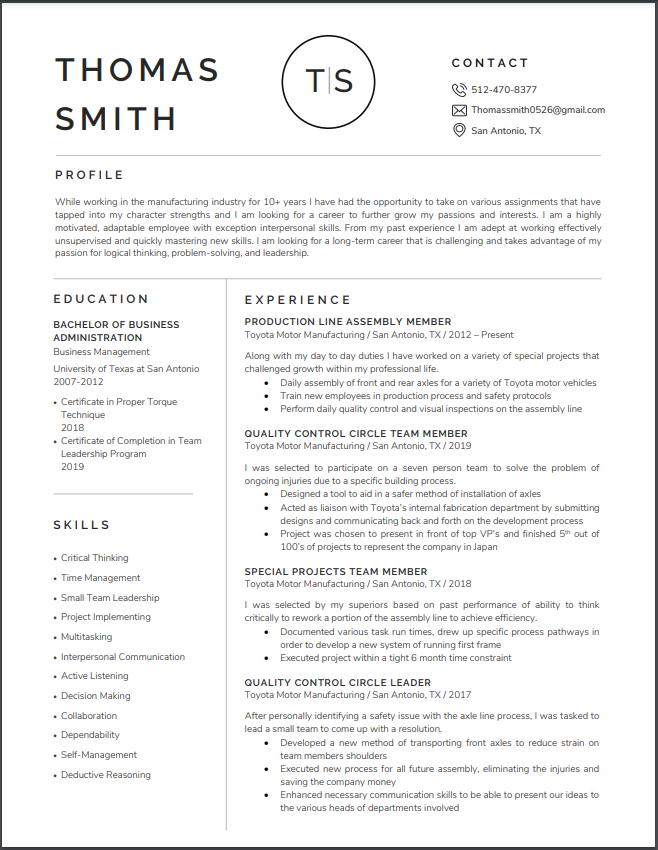 THOMAS
SMITH
T|S
CONTACT
512-470-8377
Thomassmith0526@gmail.com
San Antonio, TX
PROFILE
While working in the manufacturing industry for 10+ years I have had the opportunity to take on various assignments that have
tapped into my character strengths and I am looking for a career to further grow my passions and interests. I am a highly
motivated, adaptable employee with exception interpersonal skills. From my past experience I am adept at working effectively
unsupervised and quickly mastering new skills. I am looking for a long-term career that is challenging and takes advantage of my
passion for logical thinking, problem-solving, and leadership.
EDUCATION
BACHELOR OF BUSINESS
ADMINISTRATION
Business Management
University of Texas at San Antonio
2007-2012
• Certificate in Proper Torque
Technique
2018
• Certificate of Completion in Team
Leadership Program
2019
SKILLS
• Critical Thinking
• Time Management
• Small Team Leadership
• Project Implementing
• Multitasking
• Interpersonal Communication
• Active Listening
• Decision Making
• Collaboration
• Dependability
• Self-Management
• Deductive Reasoning
EXPERIENCE
PRODUCTION LINE ASSEMBLY MEMBER
Toyota Motor Manufacturing / San Antonio, TX / 2012 – Present
Along with my day to day duties I have worked on a variety of special projects that
challenged growth within my professional life.
• Daily assembly of front and rear axles for a variety of Toyota motor vehicles
• Train new employees in production process and safety protocols
• Perform daily quality control and visual inspections on the assembly line
QUALITY CONTROL CIRCLE TEAM MEMBER
Toyota Motor Manufacturing / San Antonio, TX / 2019
I was selected to participate on a seven person team to solve the problem of
ongoing injuries due to a specific building process.
• Designed a tool to aid in a safer method of installation of axles
• Acted as liaison with Toyota's internal fabrication department by submitting
designs and communicating back and forth on the development process
• Project was chosen to present in front of top VP's and finished 5th out of
100's of projects to represent the company in Japan
SPECIAL PROJECTS TEAM MEMBER
Toyota Motor Manufacturing / San Antonio, TX / 2018
I was selected by my superiors based on past performance of ability to think
critically to rework a portion of the assembly line to achieve efficiency.
• Documented various task run times, drew up specific process pathways in
order to develop a new system of running first frame
• Executed project within a tight 6 month time constraint
QUALITY CONTROL CIRCLE LEADER
Toyota Motor Manufacturing / San Antonio, TX / 2017
After personally identifying a safety issue with the axle line process, I was tasked to
lead a small team to come up with a resolution.
• Developed a new method of transporting front axles to reduce strain on
team members shoulders
• Executed new process for all future assembly, eliminating the injuries and
saving the company money
• Enhanced necessary communication skills to be able to present our ideas to
the various heads of departments involved